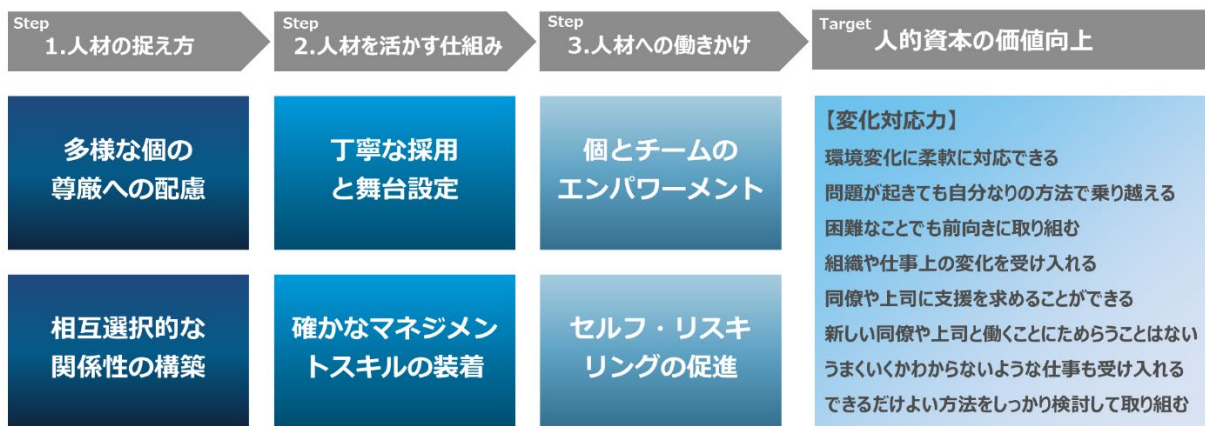 Step
1.人材の捉え方
Step
2.人材を活かす仕組み
Step
3.人材への働きかけ
Target
人的資本の価値向上
多様な個の
尊厳への配慮
丁寧な採用
と舞台設定
個とチームの
エンパワーメント
相互選択的な
関係性の構築
確かなマネジメン
トスキルの装着
セルフ・リスキ
リングの促進
【変化対応力】
環境変化に柔軟に対応できる
問題が起きても自分なりの方法で乗り越える
困難なことでも前向きに取り組む
組織や仕事上の変化を受け入れる
同僚や上司に支援を求めることができる
新しい同僚や上司と働くことにためらうことはない
うまくいくかわからないような仕事も受け入れる
できるだけよい方法をしっかり検討して取り組む